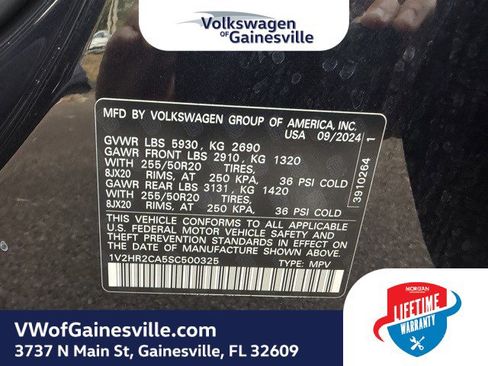 Volkswagen
OF Gainesville
MFD BY VOLKSWAGEN GROUP OF AMERICA, INC.
USA 09/2024
GVWR LBS 5930, KG 2690
GAWR FRONT LBS 2910, KG 1320
WITH 255/50R20 TIRES,
8JX20 RIMS, AT 250 KPA, 36 PSI COLD
GAWR REAR LBS 3131, KG 1420
WITH 255/50R20 TIRES,
8JX20 RIMS, AT 250 KPA, 36 PSI COLD
THIS VEHICLE CONFORMS TO ALL APPLICABLE
U.S. FEDERAL MOTOR VEHICLE SAFETY AND
THEFT PREVENTION STANDARDS IN EFFECT ON
THE DATE OF MANUFACTURE SHOWN ABOVE.
1V2HR2CA5SC500325 TYPE: MPV
3910264 1
VWofGainesville.com
3737 N Main St, Gainesville, FL 32609
MORGAN
LIFETIME
WARRANTY